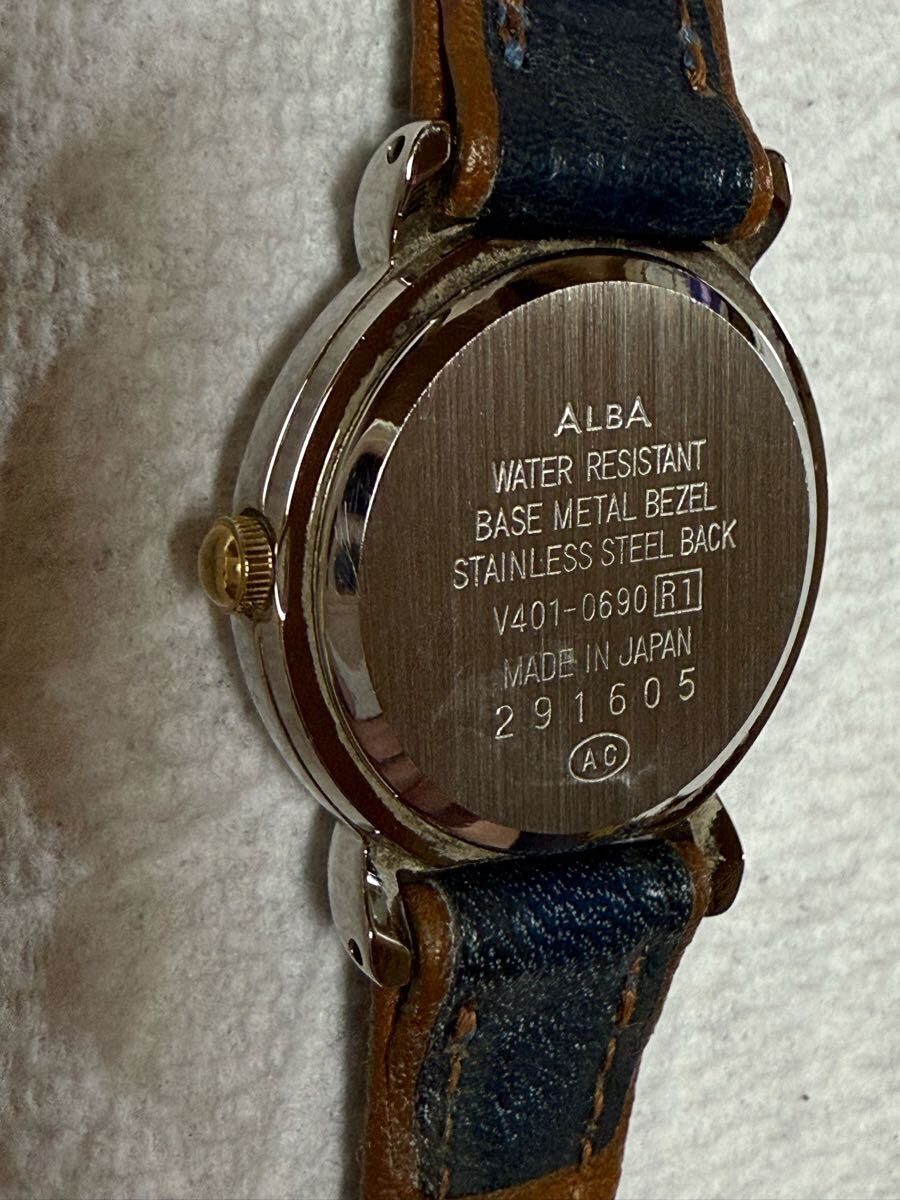 ALBA
WATER RESISTANT
BASE METAL BEZEL
STAINLESS STEEL BACK
V401-0690 R1
MADE IN JAPAN
291605
AC